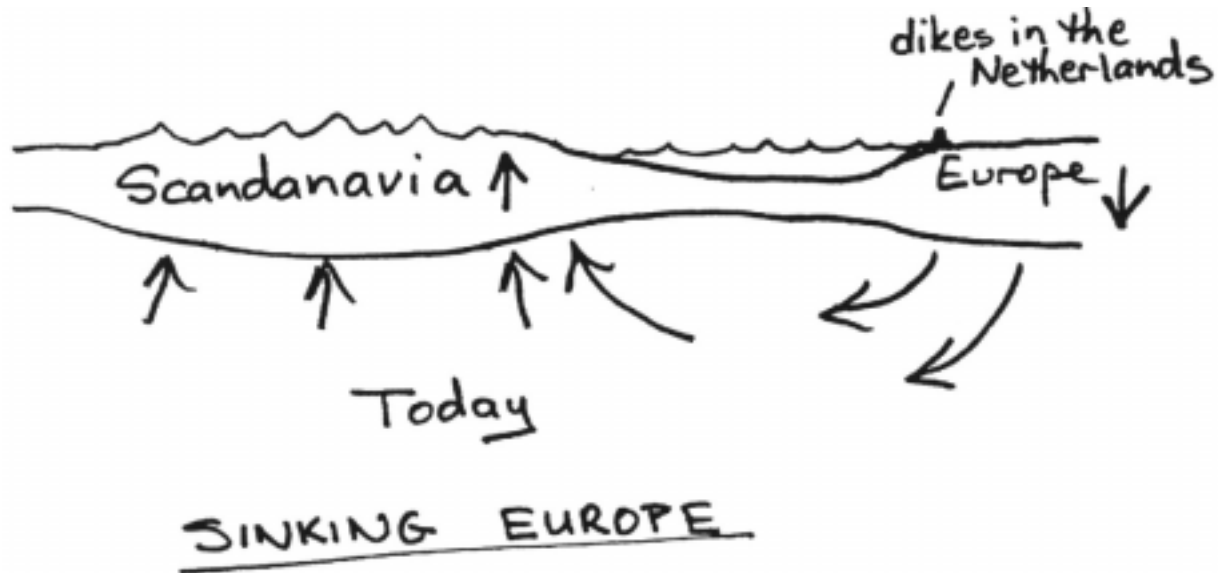 dikes in the
Netherlands
Scandanavia
Europe
Today
SINKING EUROPE